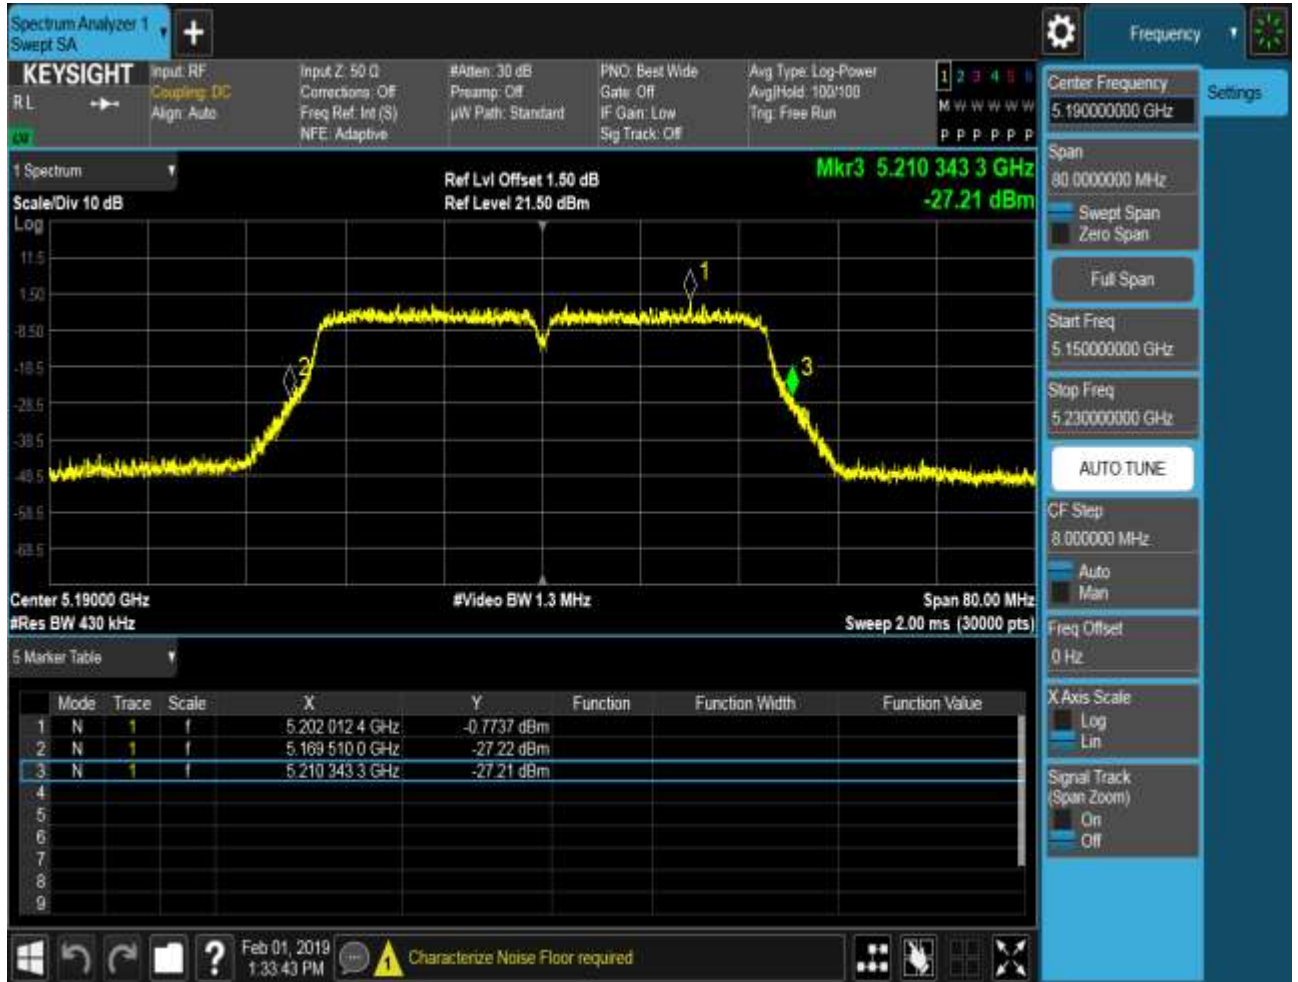 Spectrum Analyzer 1
Swept SA
+
Frequency
KEYSIGHT
RL
Input: RF
Coupling: DC
Align: Auto
Input Z: 50 Ω
Corrections: Off
Freq Ref: Int (S)
NFE: Adaptive
#Atten: 30 dB
Preamp: Off
µW Path: Standard
PNO: Best Wide
Gate: Off
IF Gain: Low
Sig Track: Off
Avg Type: Log-Power
Avg|Hold: 100/100
Trig: Free Run
1 2 3 4 5 6
M W W W W W
P P P P P P
1 Spectrum
Scale/Div 10 dB
Ref Lvl Offset 1.50 dB
Ref Level 21.50 dBm
Mkr3 5.210 343 3 GHz
-27.21 dBm
Log
11.5
1.50
-8.50
-18.5
-28.5
-38.5
-48.5
-58.5
-68.5
1
2
3
Center 5.19000 GHz
#Res BW 430 kHz
#Video BW 1.3 MHz
Span 80.00 MHz
Sweep 2.00 ms (30000 pts)
5 Marker Table
Mode Trace Scale X Y Function Function Width Function Value
1 N 1 f 5.202 012 4 GHz -0.7737 dBm
2 N 1 f 5.169 510 0 GHz -27.22 dBm
3 N 1 f 5.210 343 3 GHz -27.21 dBm
4
5
6
7
8
9
Center Frequency
5.190000000 GHz
Settings
Span
80.0000000 MHz
Swept Span
Zero Span
Full Span
Start Freq
5.150000000 GHz
Stop Freq
5.230000000 GHz
AUTO TUNE
CF Step
8.000000 MHz
Auto
Man
Freq Offset
0 Hz
X Axis Scale
Log
Lin
Signal Track
(Span Zoom)
On
Off
?
Feb 01, 2019
1:33:43 PM
1
Characterize Noise Floor required